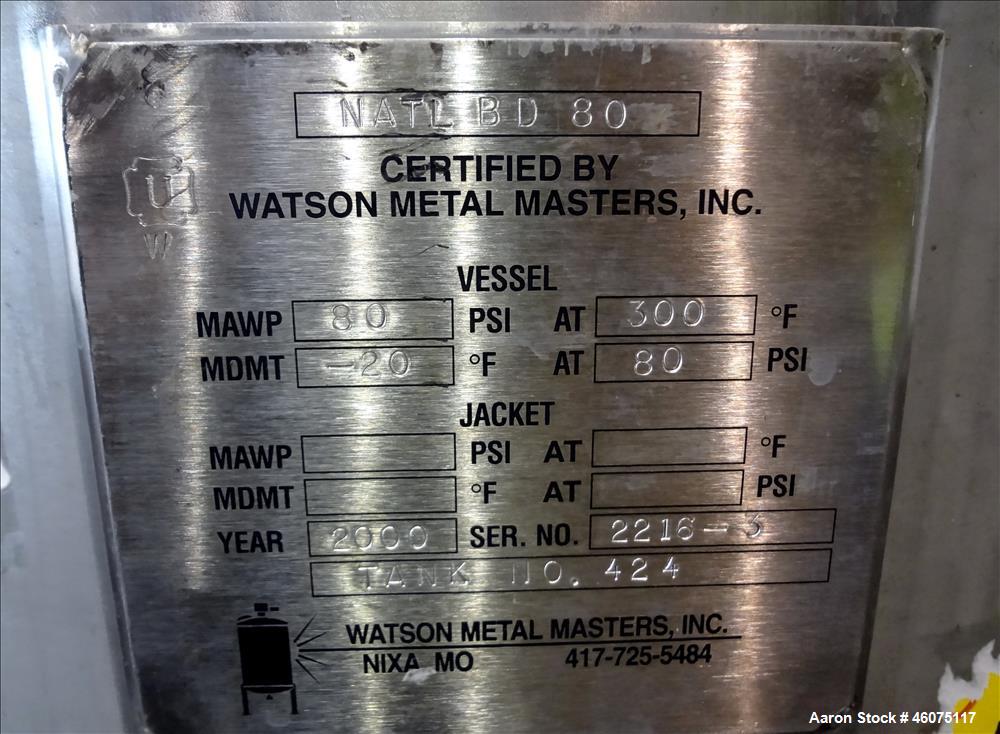 NATL BD 80
CERTIFIED BY
WATSON METAL MASTERS, INC.
U
W
VESSEL
MAWP 80 PSI AT 300 °F
MDMT -20 °F AT 80 PSI
JACKET
MAWP PSI AT °F
MDMT °F AT PSI
YEAR 2000 SER. NO. 2216-3
TANK NO. 424
WATSON METAL MASTERS, INC.
NIXA MO 417-725-5484
Aaron Stock # 46075117